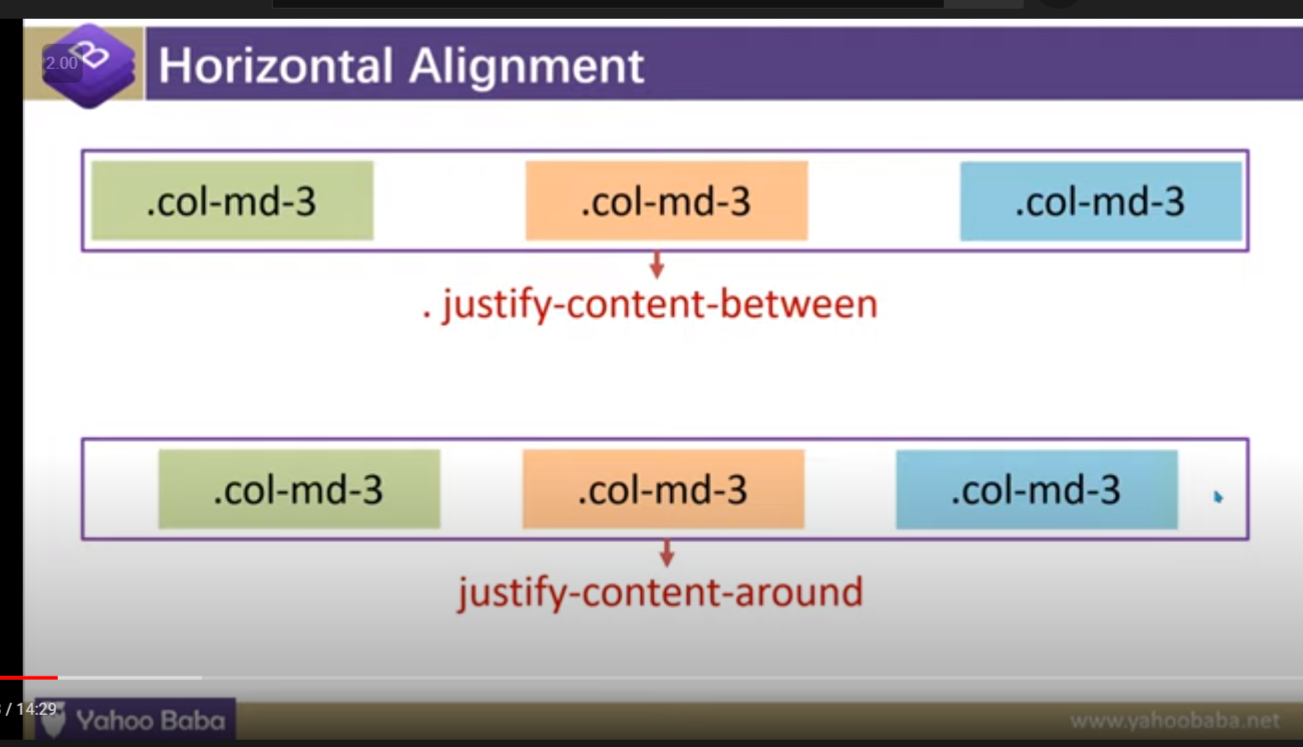 2.00
Horizontal Alignment
.col-md-3 .col-md-3 .col-md-3
. justify-content-between
.col-md-3 .col-md-3 .col-md-3
justify-content-around
/ 14:29
Yahoo Baba
www.yahoobaba.net